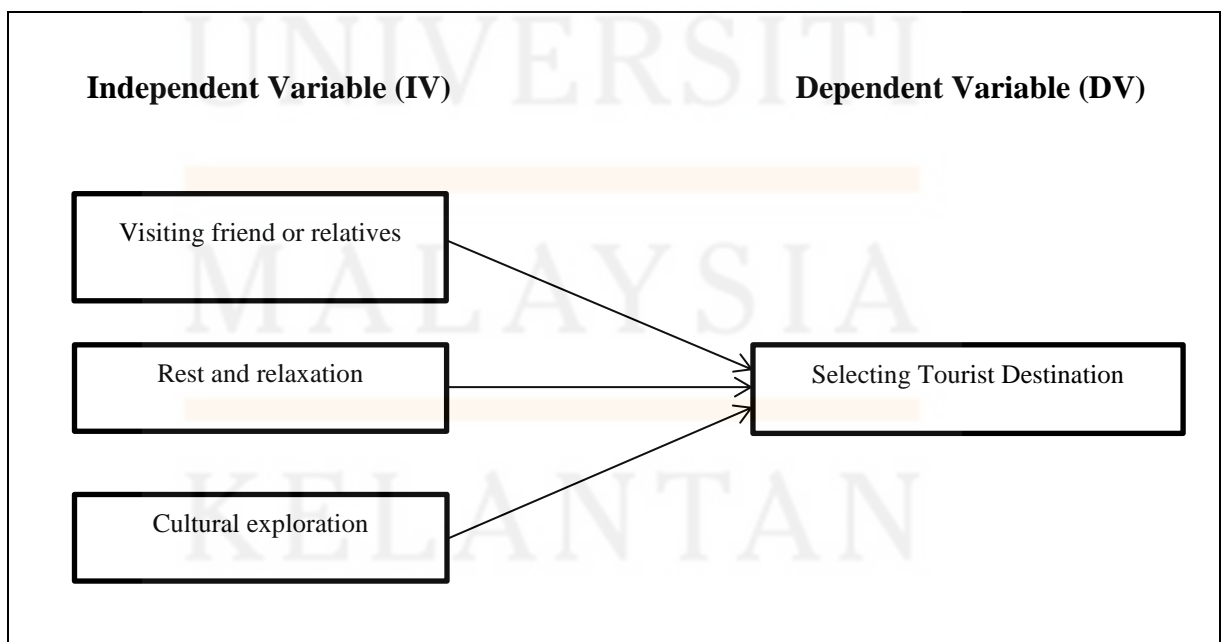 UNIVERSITI
Independent Variable (IV)
Dependent Variable (DV)
Visiting friend or relatives
MALAYSIA
Rest and relaxation
Selecting Tourist Destination
Cultural exploration
KELANTAN